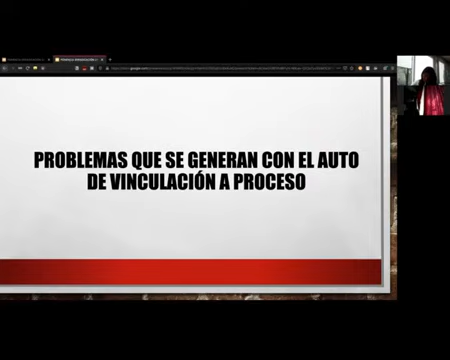 PROBLEMAS QUE SE GENERAN CON EL AUTO
DE VINCULACIÓN A PROCESO